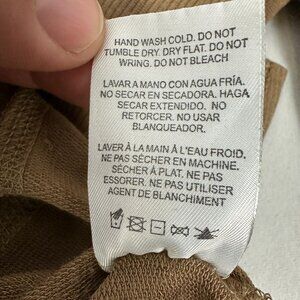 HAND WASH COLD. DO NOT
TUMBLE DRY. DRY FLAT. DO NOT
WRING. DO NOT BLEACH
LAVAR A MANO CON AGUA FRÍA.
NO SECAR EN SECADORA. HAGA
SECAR EXTENDIDO. NO
RETORCER. NO USAR
BLANQUEADOR.
LAVER À LA MAIN À L'EAU FROID.
NE PAS SÉCHER EN MACHINE.
SÉCHER À PLAT. NE PAS
ESSORER. NE PAS UTILISER
AGENT DE BLANCHIMENT